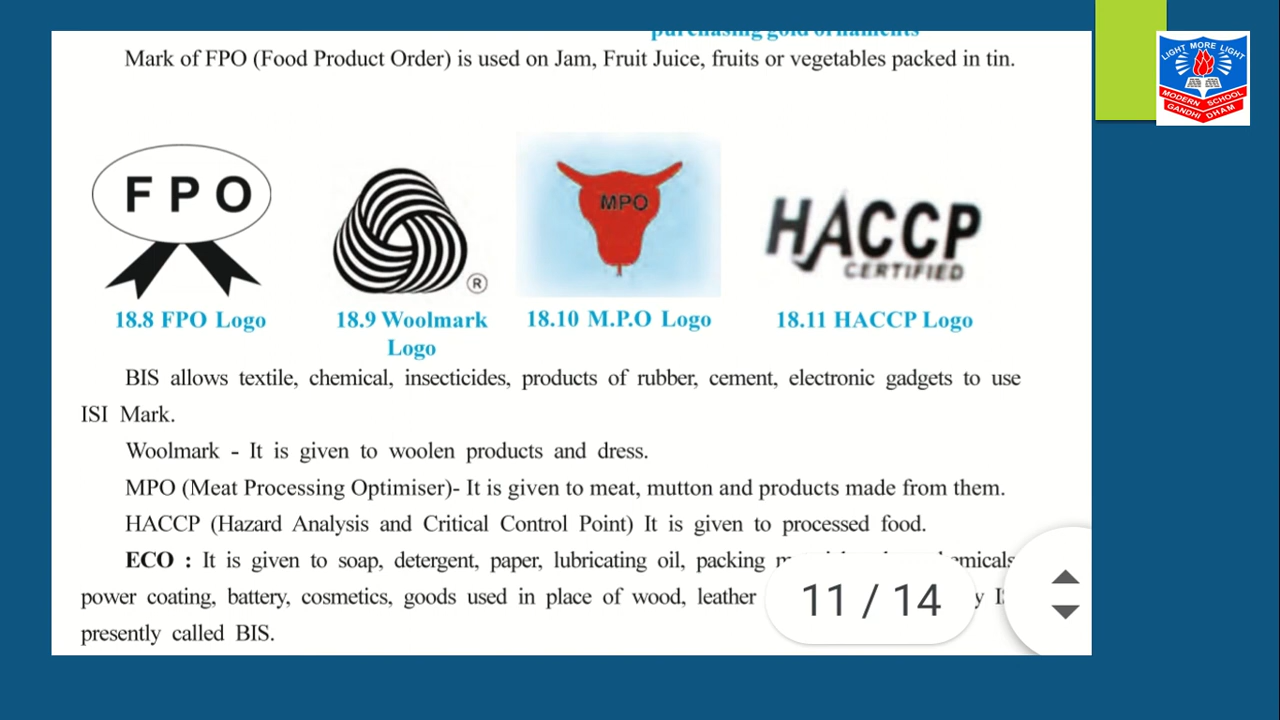 purchasing gold ornaments
Mark of FPO (Food Product Order) is used on Jam, Fruit Juice, fruits or vegetables packed in tin.
LIGHT MORE LIGHT
MODERN SCHOOL
GANDHI DHAM
F P O
R
MPO
HACCP
CERTIFIED
18.8 FPO Logo
18.9 Woolmark
Logo
18.10 M.P.O Logo
18.11 HACCP Logo
BIS allows textile, chemical, insecticides, products of rubber, cement, electronic gadgets to use
ISI Mark.
Woolmark - It is given to woolen products and dress.
MPO (Meat Processing Optimiser)- It is given to meat, mutton and products made from them.
HACCP (Hazard Analysis and Critical Control Point) It is given to processed food.
ECO : It is given to soap, detergent, paper, lubricating oil, packing
power coating, battery, cosmetics, goods used in place of wood, leather
presently called BIS.
11 / 14